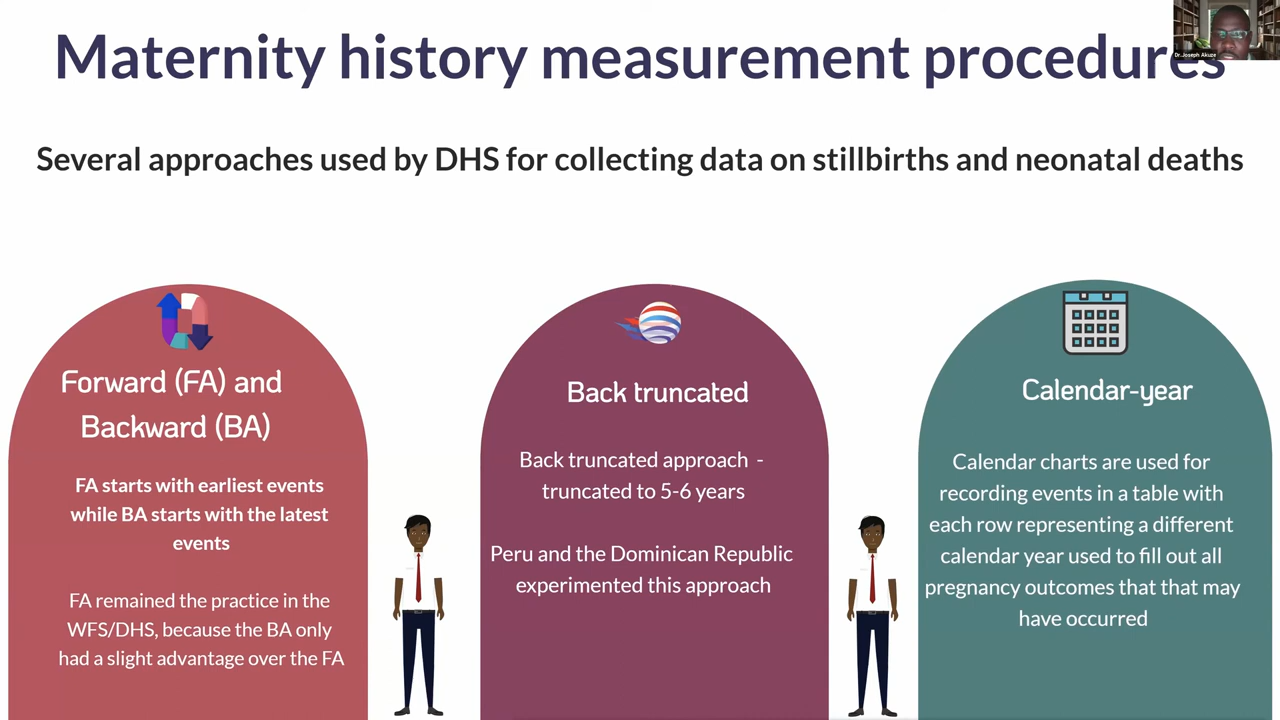 Maternity history measurement procedures
Dr.Joseph Akuze
Several approaches used by DHS for collecting data on stillbirths and neonatal deaths
Forward (FA) and
Backward (BA)
FA starts with earliest events
while BA starts with the latest
events
FA remained the practice in the
WFS/DHS, because the BA only
had a slight advantage over the FA
Back truncated
Back truncated approach -
truncated to 5-6 years
Peru and the Dominican Republic
experimented this approach
Calendar-year
Calendar charts are used for
recording events in a table with
each row representing a different
calendar year used to fill out all
pregnancy outcomes that that may
have occurred